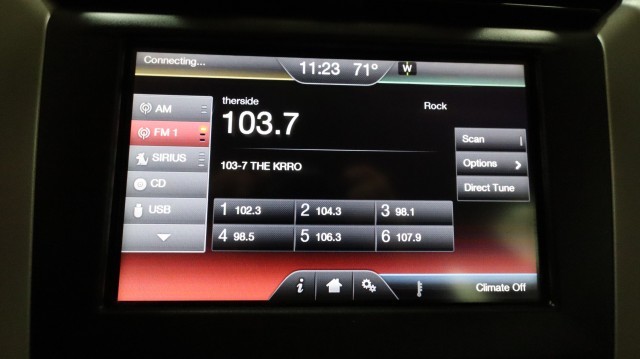 Connecting...
11:23 71° W
AM
FM 1
SIRIUS
CD
USB
therside
Rock
103.7
103-7 THE KRRO
Scan
Options
Direct Tune
1 102.3 2 104.3 3 98.1
4 98.5 5 106.3 6 107.9
i
Climate Off